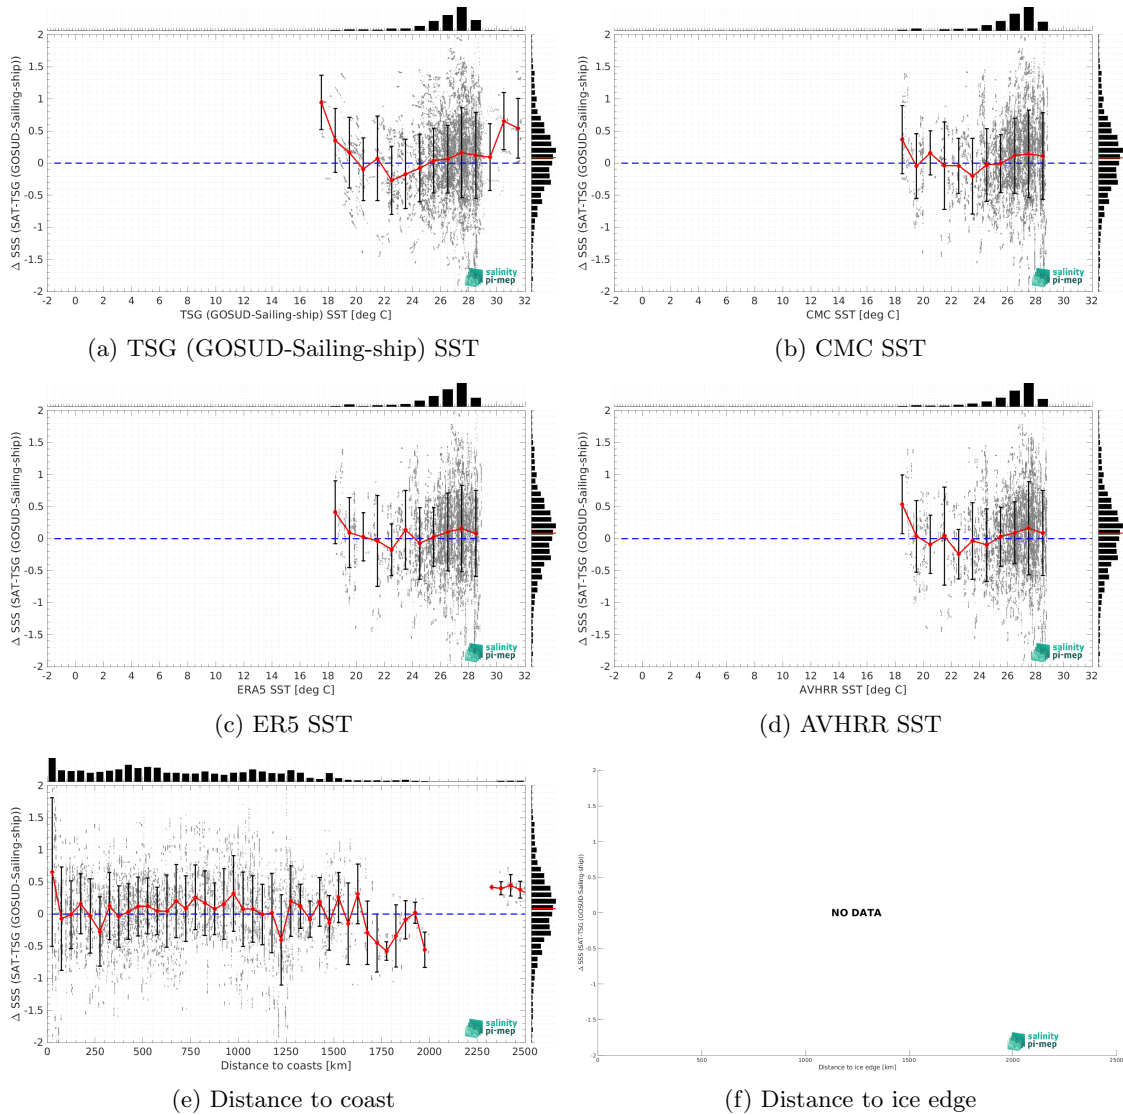 2
1.5
1
0.5
0
-0.5
-1
-1.5
-2
Δ SSS (SAT-TSG (GOSUD-Sailing-ship))
salinity
pi-mep
-2 0 2 4 6 8 10 12 14 16 18 20 22 24 26 28 30 32
TSG (GOSUD-Sailing-ship) SST [deg C]
(a) TSG (GOSUD-Sailing-ship) SST
2
1.5
1
0.5
0
-0.5
-1
-1.5
-2
Δ SSS (SAT-TSG (GOSUD-Sailing-ship))
salinity
pi-mep
-2 0 2 4 6 8 10 12 14 16 18 20 22 24 26 28 30 32
CMC SST [deg C]
(b) CMC SST
2
1.5
1
0.5
0
-0.5
-1
-1.5
-2
Δ SSS (SAT-TSG (GOSUD-Sailing-ship))
salinity
pi-mep
-2 0 2 4 6 8 10 12 14 16 18 20 22 24 26 28 30 32
ERA5 SST [deg C]
(c) ER5 SST
2
1.5
1
0.5
0
-0.5
-1
-1.5
-2
Δ SSS (SAT-TSG (GOSUD-Sailing-ship))
salinity
pi-mep
-2 0 2 4 6 8 10 12 14 16 18 20 22 24 26 28 30 32
AVHRR SST [deg C]
(d) AVHRR SST
2
1.5
1
0.5
0
-0.5
-1
-1.5
-2
Δ SSS (SAT-TSG (GOSUD-Sailing-ship))
salinity
pi-mep
0 250 500 750 1000 1250 1500 1750 2000 2250 2500
Distance to coasts [km]
(e) Distance to coast
2
1.5
1
0.5
0
-0.5
-1
-1.5
-2
Δ SSS (SAT-TSG (GOSUD-Sailing-ship))
NO DATA
salinity
pi-mep
0 500 1000 1500 2000 2500
Distance to ice edge [km]
(f) Distance to ice edge